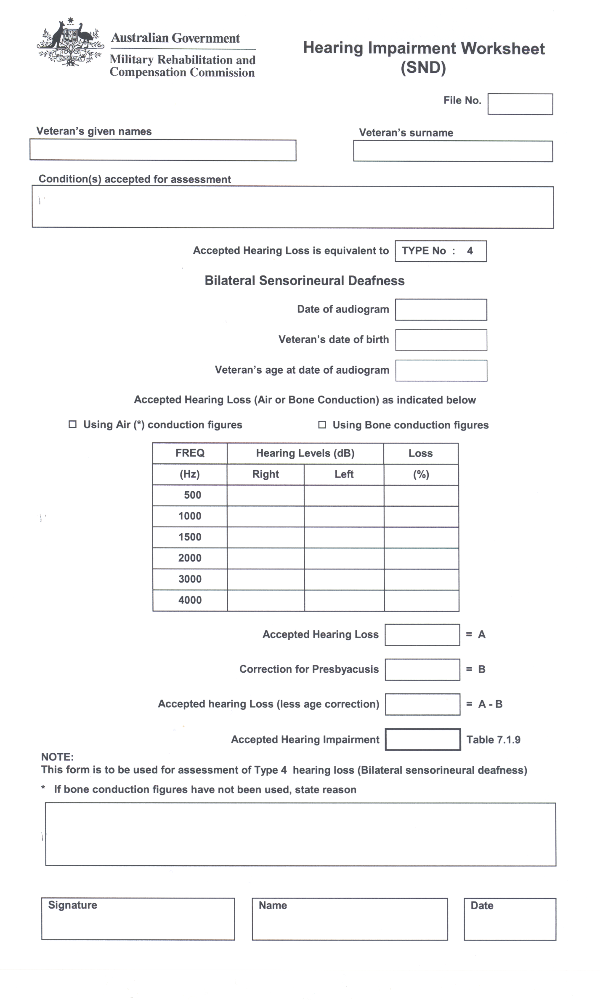 Australian Government
Military Rehabilitation and
Compensation Commission
Hearing Impairment Worksheet
(SND)
File No.
Veteran's given names
Veteran's surname
Condition(s) accepted for assessment
Accepted Hearing Loss is equivalent to TYPE No : 4
Bilateral Sensorineural Deafness
Date of audiogram
Veteran's date of birth
Veteran's age at date of audiogram
Accepted Hearing Loss (Air or Bone Conduction) as indicated below
☐ Using Air (*) conduction figures ☐ Using Bone conduction figures
FREQ Hearing Levels (dB) Loss
(Hz) Right Left (%)
500
1000
1500
2000
3000
4000
Accepted Hearing Loss = A
Correction for Presbyacusis = B
Accepted hearing Loss (less age correction) = A - B
Accepted Hearing Impairment Table 7.1.9
NOTE:
This form is to be used for assessment of Type 4 hearing loss (Bilateral sensorineural deafness)
* If bone conduction figures have not been used, state reason
Signature Name Date